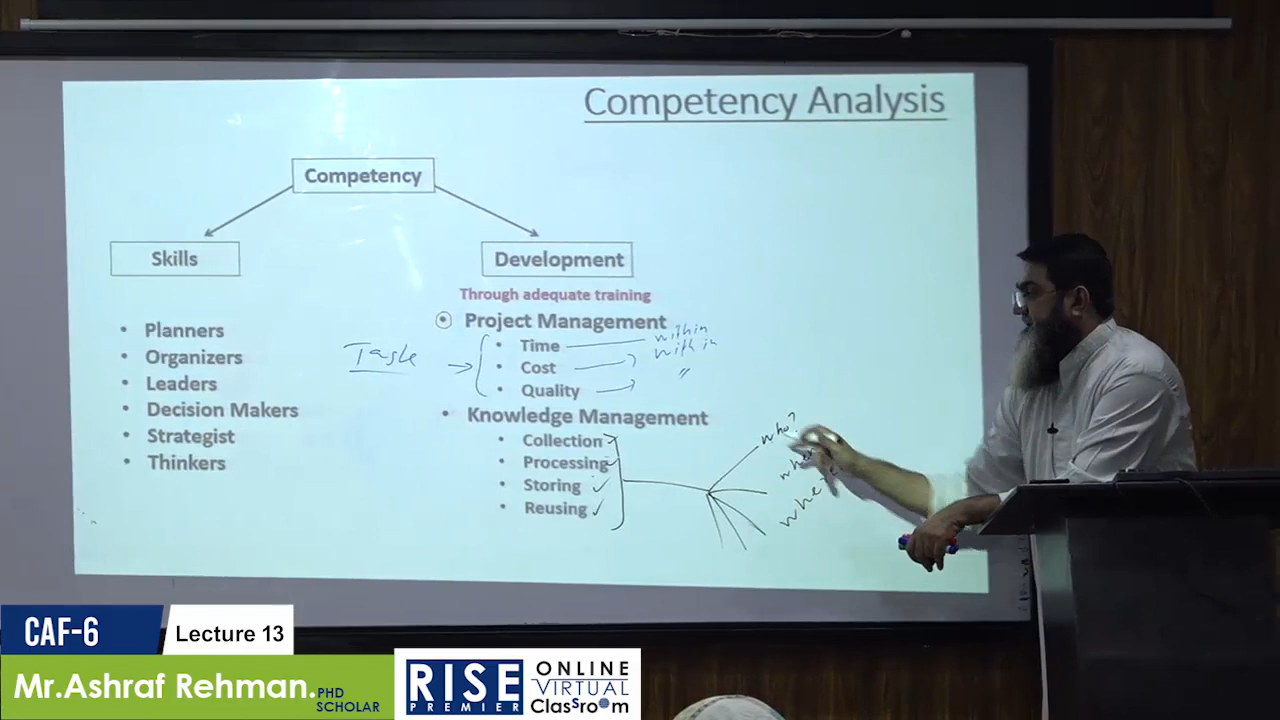 Competency Analysis
Competency
Skills
Development
Through adequate training
• Planners
• Organizers
• Leaders
• Decision Makers
• Strategist
• Thinkers
• Project Management
• Time
within
• Cost
within
• Quality
〃
Task
• Knowledge Management
• Collection
• Processing
• Storing
• Reusing
who?
where
CAF-6
Lecture 13
Mr.Ashraf Rehman.PHD
SCHOLAR
RISE
PREMIER
ONLINE
VIRTUAL
Classroom